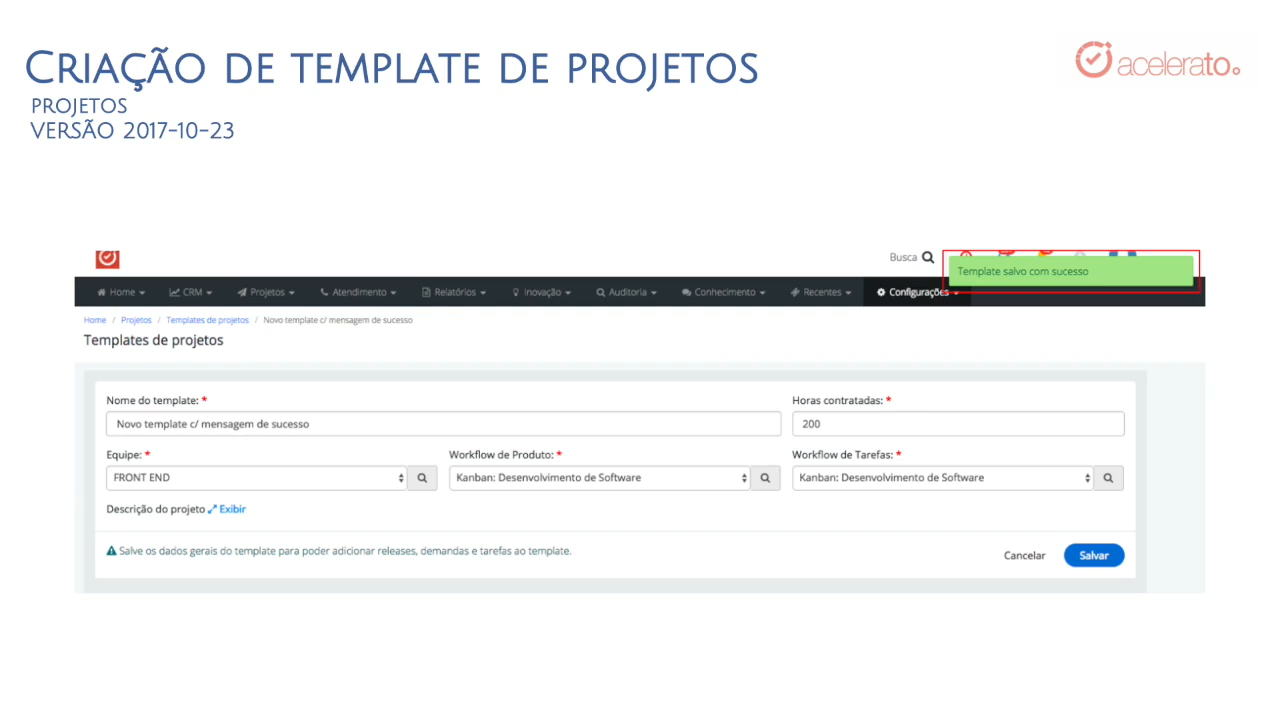 CRIAÇÃO DE TEMPLATE DE PROJETOS
acelerato.
PROJETOS
VERSÃO 2017-10-23
Busca
Template salvo com sucesso
Home CRM Projetos Atendimento Relatórios Inovação Auditoria Conhecimento Recentes Configurações
Home / Projetos / Templates de projetos / Novo template c/ mensagem de sucesso
Templates de projetos
Nome do template: * Horas contratadas: *
Novo template c/ mensagem de sucesso 200
Equipe: * Workflow de Produto: * Workflow de Tarefas: *
FRONT END Kanban: Desenvolvimento de Software Kanban: Desenvolvimento de Software
Descrição do projeto Exibir
Salve os dados gerais do template para poder adicionar releases, demandas e tarefas ao template.
Cancelar Salvar